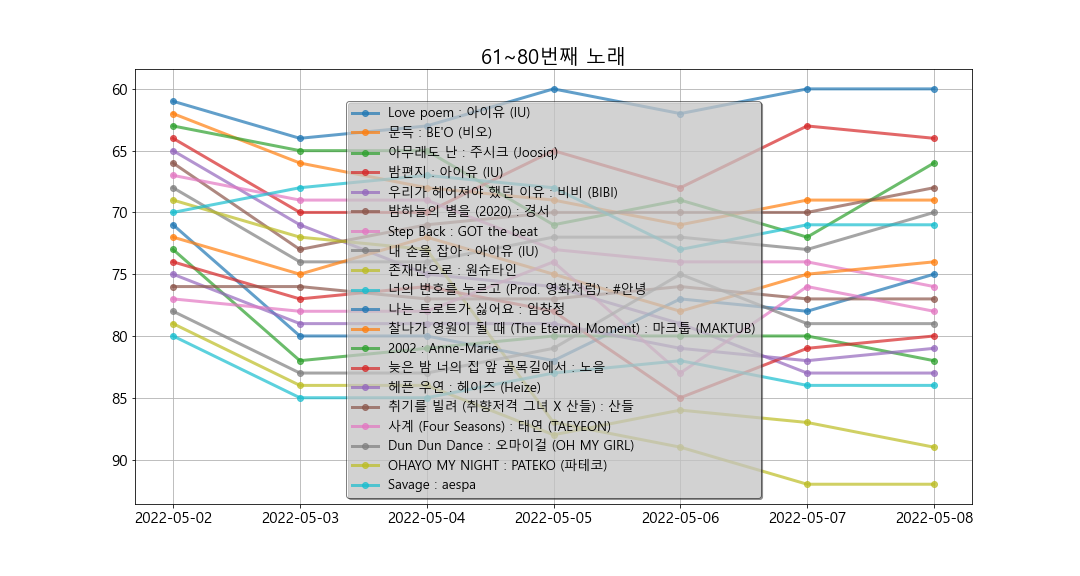 61~80번째 노래
60
65
70
75
80
85
90
Love poem : 아이유 (IU)
문득 : BE'O (비오)
아무래도 난 : 주시크 (Joosiq)
밤편지 : 아이유 (IU)
우리가 헤어져야 했던 이유 : 비비 (BIBI)
밤하늘의 별을 (2020) : 경서
Step Back : GOT the beat
내 손을 잡아 : 아이유 (IU)
존재만으로 : 원슈타인
너의 번호를 누르고 (Prod. 영화처럼) : #안녕
나는 트로트가 싫어요 : 임창정
찰나가 영원이 될 때 (The Eternal Moment) : 마크툽 (MAKTUB)
2002 : Anne-Marie
늦은 밤 너의 집 앞 골목길에서 : 노을
헤픈 우연 : 헤이즈 (Heize)
취기를 빌려 (취향저격 그녀 X 산들) : 산들
사계 (Four Seasons) : 태연 (TAEYEON)
Dun Dun Dance : 오마이걸 (OH MY GIRL)
OHAYO MY NIGHT : PATEKO (파테코)
Savage : aespa
2022-05-02 2022-05-03 2022-05-04 2022-05-05 2022-05-06 2022-05-07 2022-05-08